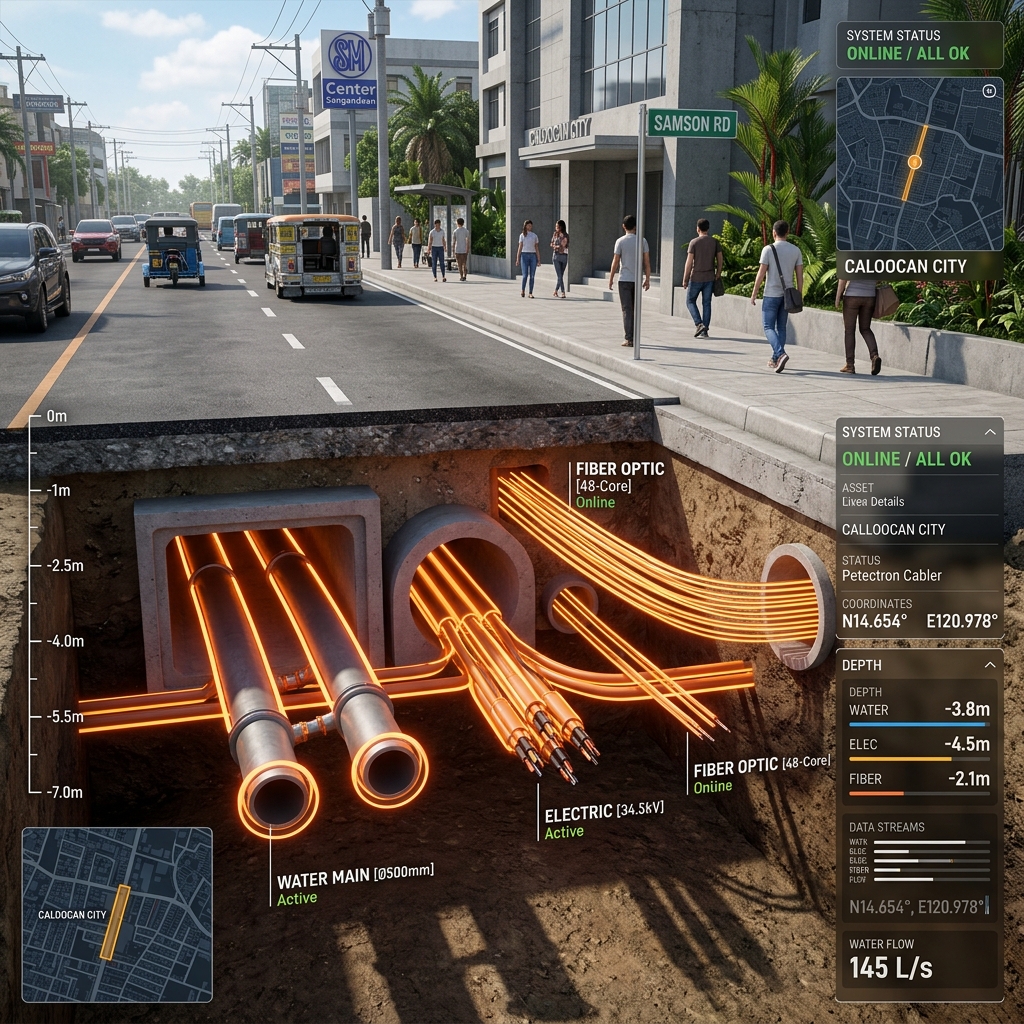 SM
Center
Sangandaan
CALOOCAN CITY
SAMSON RD
SYSTEM STATUS
ONLINE / ALL OK
CALOOCAN CITY
0m
-1m
-2.5m
-4.0m
-5.5m
-7.0m
FIBER OPTIC
[48-Core]
Online
FIBER OPTIC [48-Core]
Online
ELECTRIC [34.5kV]
Active
WATER MAIN [Ø500mm]
Active
CALOOCAN CITY
SYSTEM STATUS
ONLINE / ALL OK
ASSET
Details
CALLOOCAN CITY
STATUS
Petectron Cabler
COORDINATES
N14.654° E120.978°
DEPTH
DEPTH
WATER -3.8m
ELEC -4.5m
FIBER -2.1m
DATA STREAMS
N14.654°, E120.978°
WATER FLOW
145 L/s